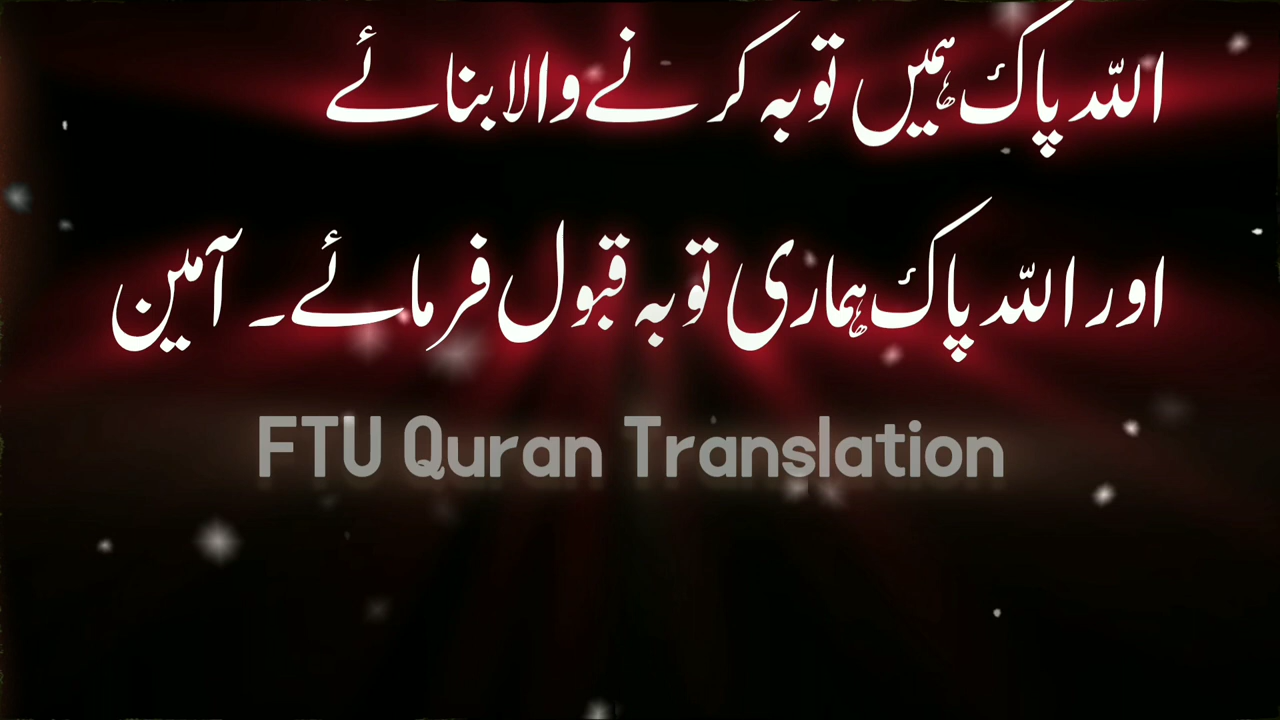 اللہ پاک ہمیں توبہ کرنے والا بنائے
اور اللہ پاک ہماری توبہ قبول فرمائے۔ آمین
FTU Quran Translation